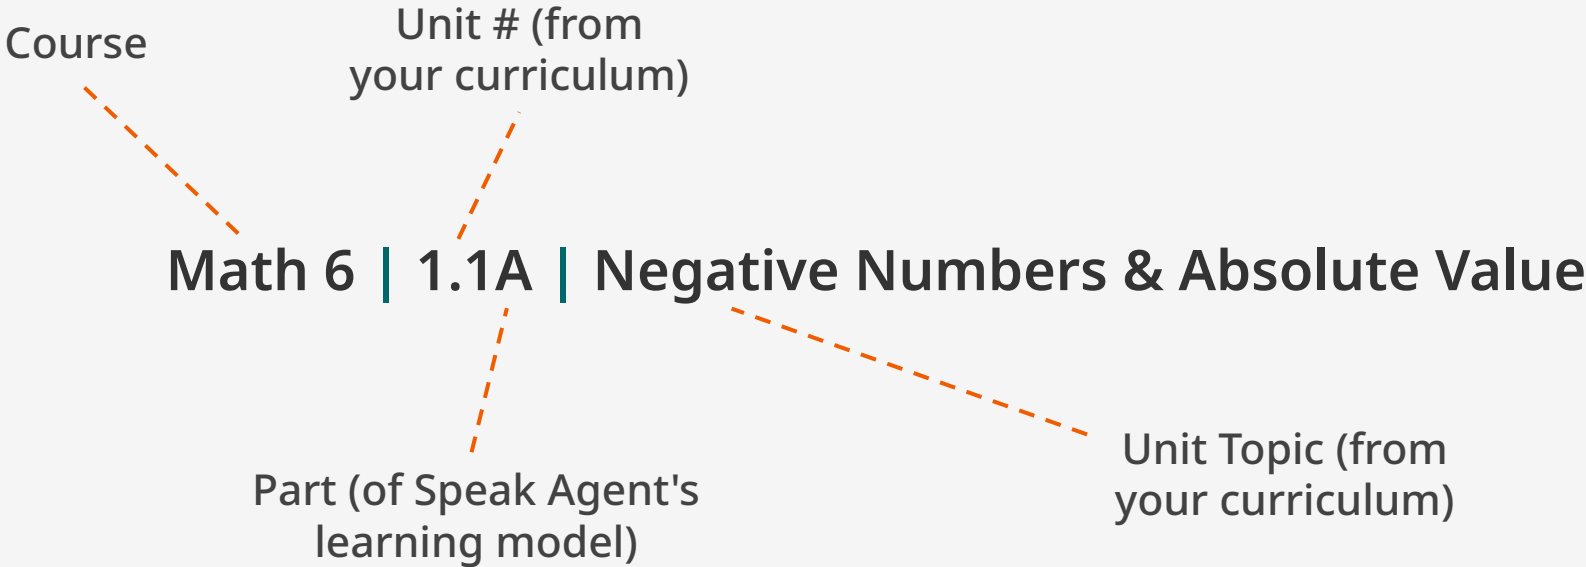 Course
Unit # (from
your curriculum)
Math 6 | 1.1A | Negative Numbers & Absolute Value
Part (of Speak Agent's
learning model)
Unit Topic (from
your curriculum)